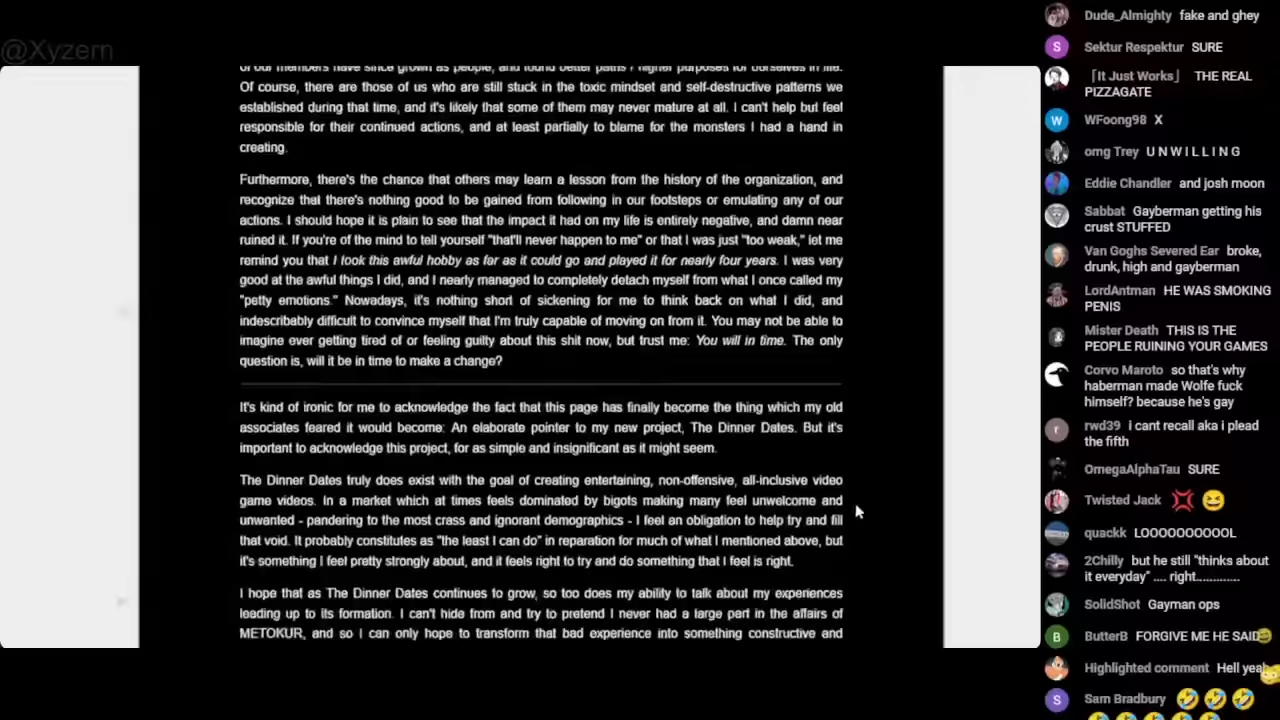 @Xyzern
of our members have since grown as people, and found better paths / higher purposes for ourselves in life.
Of course, there are those of us who are still stuck in the toxic mindset and self-destructive patterns we
established during that time, and it's likely that some of them may never mature at all. I can't help but feel
responsible for their continued actions, and at least partially to blame for the monsters I had a hand in
creating.
Furthermore, there's the chance that others may learn a lesson from the history of the organization, and
recognize that there's nothing good to be gained from following in our footsteps or emulating any of our
actions. I should hope it is plain to see that the impact it had on my life is entirely negative, and damn near
ruined it. If you're of the mind to tell yourself "that'll never happen to me" or that I was just "too weak," let me
remind you that I took this awful hobby as far as it could go and played it for nearly four years. I was very
good at the awful things I did, and I nearly managed to completely detach myself from what I once called my
"petty emotions." Nowadays, it's nothing short of sickening for me to think back on what I did, and
indescribably difficult to convince myself that I'm truly capable of moving on from it. You may not be able to
imagine ever getting tired of or feeling guilty about this shit now, but trust me: You will in time. The only
question is, will it be in time to make a change?
It's kind of ironic for me to acknowledge the fact that this page has finally become the thing which my old
associates feared it would become: An elaborate pointer to my new project, The Dinner Dates. But it's
important to acknowledge this project, for as simple and insignificant as it might seem.
The Dinner Dates truly does exist with the goal of creating entertaining, non-offensive, all-inclusive video
game videos. In a market which at times feels dominated by bigots making many feel unwelcome and
unwanted - pandering to the most crass and ignorant demographics - I feel an obligation to help try and fill
that void. It probably constitutes as "the least I can do" in reparation for much of what I mentioned above, but
it's something I feel pretty strongly about, and it feels right to try and do something that I feel is right.
I hope that as The Dinner Dates continues to grow, so too does my ability to talk about my experiences
leading up to its formation. I can't hide from and try to pretend I never had a large part in the affairs of
METOKUR, and so I can only hope to transform that bad experience into something constructive and
Dude_Almighty fake and ghey
S Sektur Respektur SURE
「It Just Works」 THE REAL
PIZZAGATE
W WFoong98 X
omg Trey U N W I L L I N G
Eddie Chandler and josh moon
Sabbat Gayberman getting his
crust STUFFED
Van Goghs Severed Ear broke,
drunk, high and gayberman
LordAntman HE WAS SMOKING
PENIS
Mister Death THIS IS THE
PEOPLE RUINING YOUR GAMES
Corvo Maroto so that's why
haberman made Wolfe fuck
himself? because he's gay
r rwd39 i cant recall aka i plead
the fifth
OmegaAlphaTau SURE
Twisted Jack 💢 😆
quackk LOOOOOOOOOOL
2Chilly but he still "thinks about
it everyday" .... right.............
SolidShot Gayman ops
B ButterB FORGIVE ME HE SAID
Highlighted comment Hell yeah
S Sam Bradbury 🤣 🤣 🤣